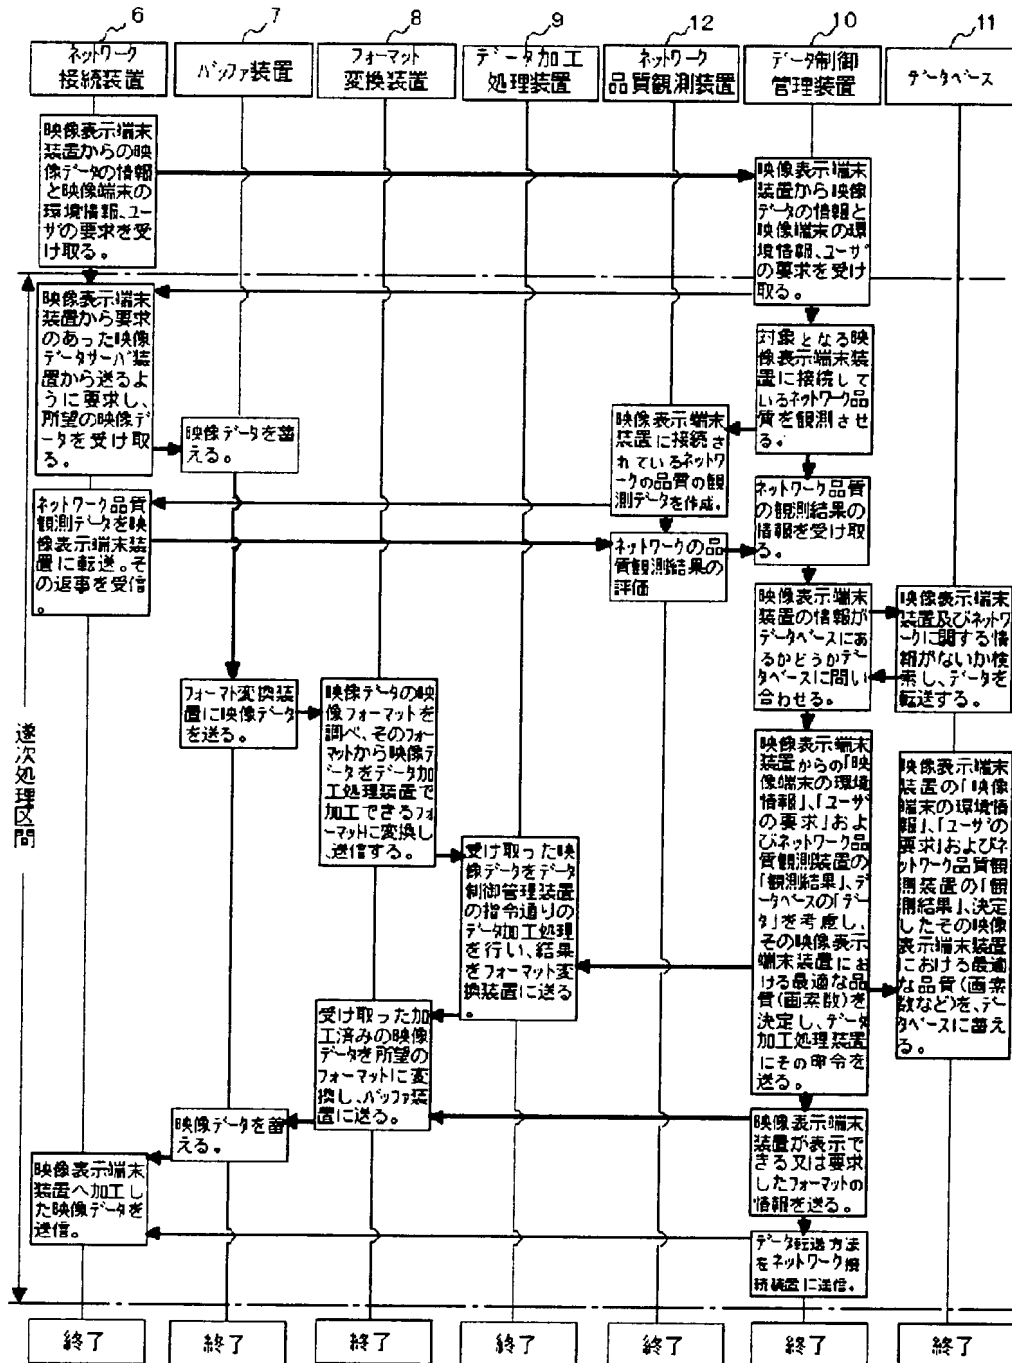 6
7
8
9
12
10
11
ネットワーク
接続装置
バッファ装置
フォーマット
変換装置
データ加工
処理装置
ネットワーク
品質観測装置
データ制御
管理装置
データベース
映像表示端末
装置からの映
像データの情報
と映像端末の
環境情報、ユー
ザの要求を受
け取る。
映像表示端末
装置から映像
データの情報と
映像端末の環
境情報、ユーザ
の要求を受け
取る。
逐次処理区間
映像表示端末
装置から要求
のあった映像
データサーバ装
置から送るよ
うに要求し、
所望の映像デ
ータを受け取
る。
対象となる映
像表示端末装
置に接続して
いるネットワーク品
質を観測させ
る。
映像データを蓄
える。
映像表示端末
装置に接続さ
れているネットワ
ークの品質の観
測データを作成。
ネットワーク品質
観測データを映
像表示端末装
置に転送。そ
の返事を受信
。
ネットワーク品質
の観測結果の
情報を受け取
る。
ネットワークの品
質観測結果の
評価
映像表示端末
装置の情報が
データベースにあ
るかどうかデー
タベースに問い
合わせる。
映像表示端末
装置及びネットワ
ークに関する情
報がないか検
索し、データを
転送する。
フォーマト変換装
置に映像データ
を送る。
映像データの映
像フォーマットを
調べ、そのフォー
マットから映像デ
ータをデータ加
工処理装置で
加工できるフォー
マットに変換し
、送信する。
映像表示端末
装置からの「映
像端末の環境
情報」、「ユーザ
の要求」およ
びネットワーク品
質観測装置の
「観測結果」、デ
ータベースの「デー
タ」を考慮し、
その映像表示
端末装置にお
ける最適な品
質(画素数)を
決定し、データ
加工処理装置
にその命令を
送る。
映像表示端末
装置の「映像
端末の環境情
報」、「ユーザの
要求」およびネ
ットワーク品質観
測装置の「観
測結果」、決定
したその映像
表示端末装置
における最適
な品質(画素
数など)を、デー
タベースに蓄え
る。
受け取った映
像データをデータ
制御管理装置
の指令通りの
データ加工処理
を行い、結果
をフォーマット変
換装置に送る
。
受け取った加
工済みの映像
データを所望の
フォーマットに変
換し、バッファ装
置に送る。
映像データを蓄
える。
映像表示端末
装置が表示で
きる又は要求
したフォーマットの
情報を送る。
映像表示端末
装置へ加工し
た映像データを
送信。
データ転送方法
をネットワーク接
続装置に送信。
終了
終了
終了
終了
終了
終了
終了